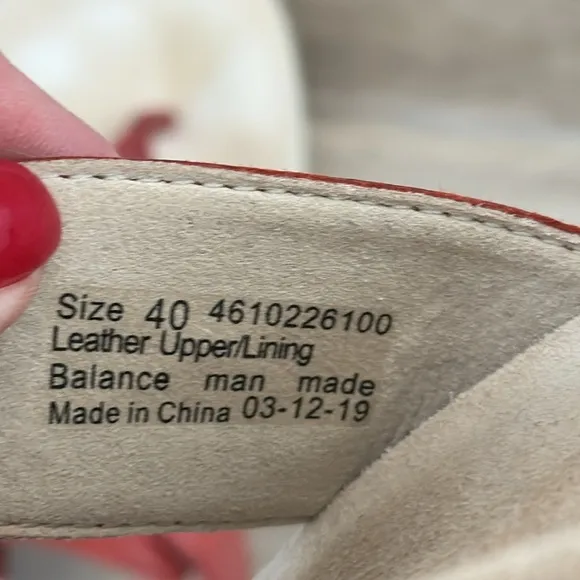 Size 40 4610226100
Leather Upper/Lining
Balance man made
Made in China 03-12-19